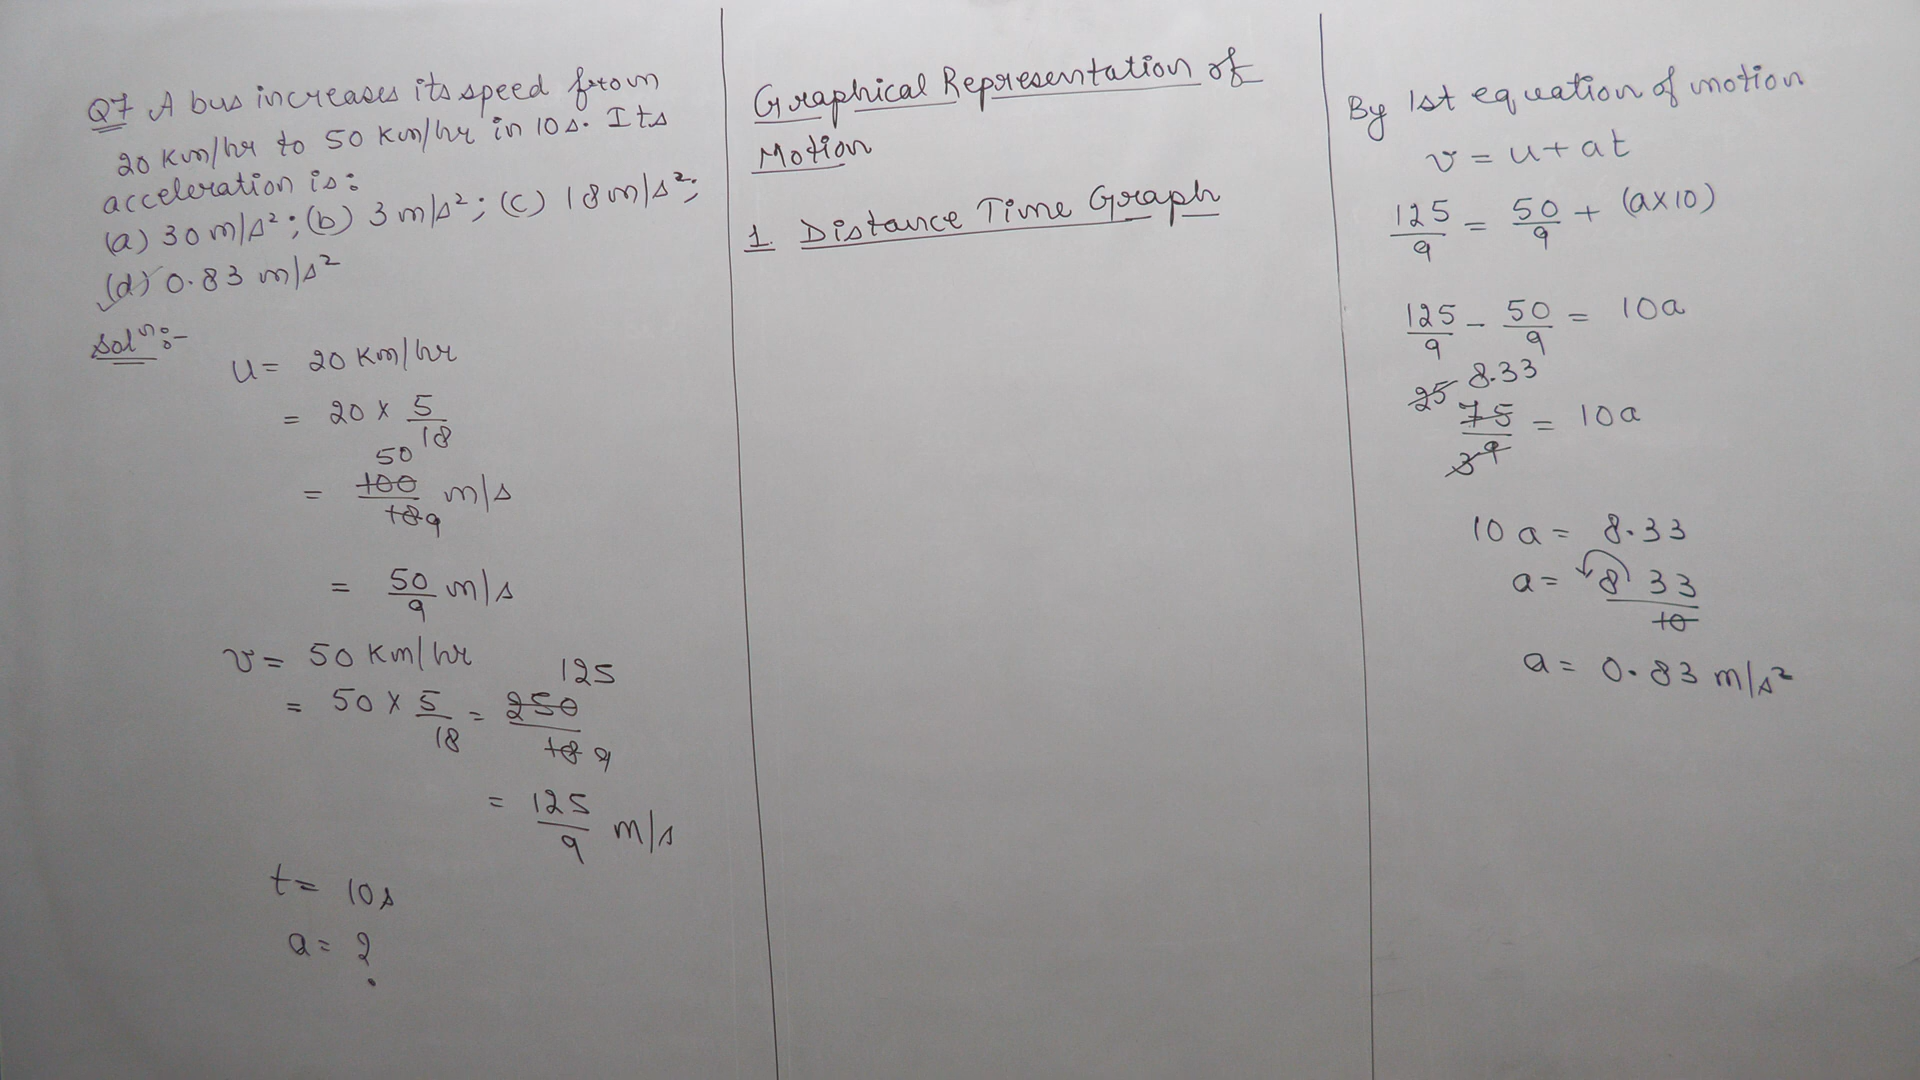 Q7 A bus increases its speed from
20 Km/hr to 50 Km/hr in 10s. Its
acceleration is:
(a) 30 m/s²; (b) 3 m/s²; (c) 18 m/s²;
(d) 0.83 m/s²
Solⁿ:-
u = 20 Km/hr
= 20 × 5/18
50
= 100/18 9 m/s
= 50/9 m/s
v = 50 Km/hr
125
= 50 × 5/18 = 250/18 9
= 125/9 m/s
t = 10s
a = ?
Graphical Representation of
Motion
1. Distance Time Graph
By 1st equation of motion
v = u + at
125/9 = 50/9 + (a×10)
125/9 - 50/9 = 10a
25 8.33
75/9 = 10a
3
10a = 8.33
a = 8 33/10
a = 0.83 m/s²